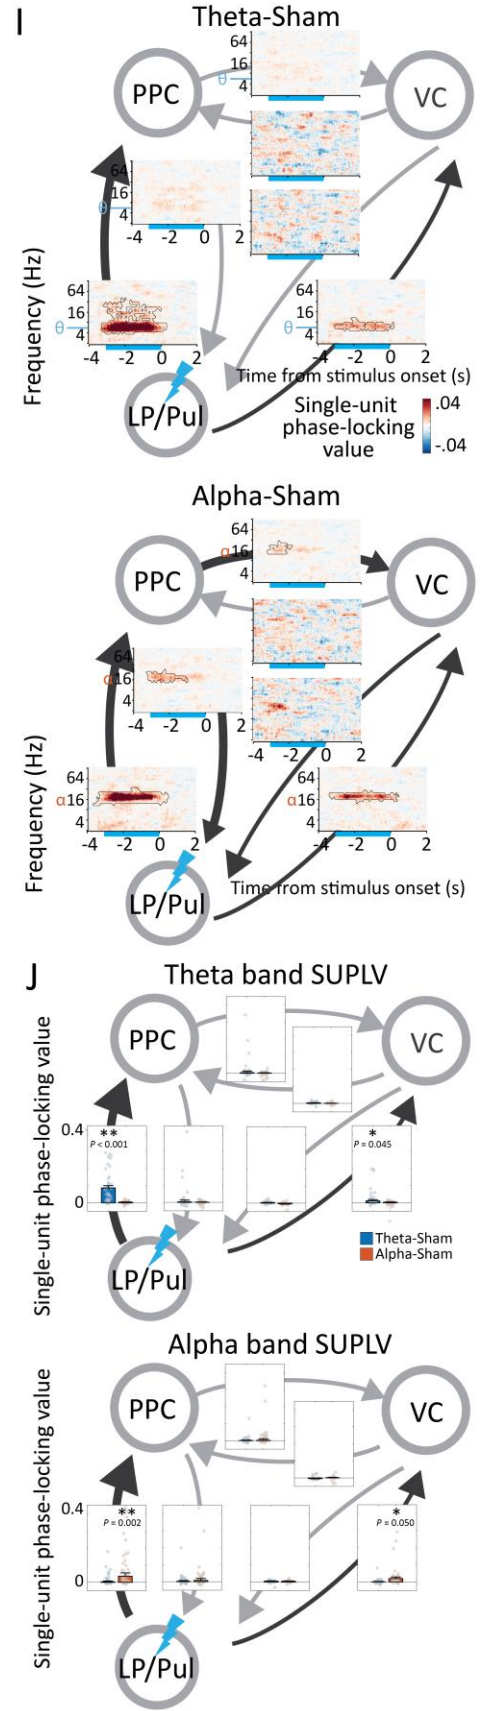 I
Theta-Sham
PPC
VC
64
16
θ
4
64
16
θ
4
-4 -2 0 2
64
16
θ
4
-4 -2 0 2
64
16
θ
4
-4 -2 0 2
Frequency (Hz)
Time from stimulus onset (s)
LP/Pul
Single-unit
phase-locking
value
.04
-.04
Alpha-Sham
PPC
VC
64
α16
4
64
α16
4
-4 -2 0 2
-4 -2 0 2
64
α16
4
-4 -2 0 2
64
α16
4
-4 -2 0 2
Frequency (Hz)
Time from stimulus onset (s)
LP/Pul
J
Theta band SUPLV
PPC
VC
Single-unit phase-locking value
0.4
0
**
P < 0.001
*
P = 0.045
Theta-Sham
Alpha-Sham
LP/Pul
Alpha band SUPLV
PPC
VC
Single-unit phase-locking value
0.4
0
**
P = 0.002
*
P = 0.050
LP/Pul